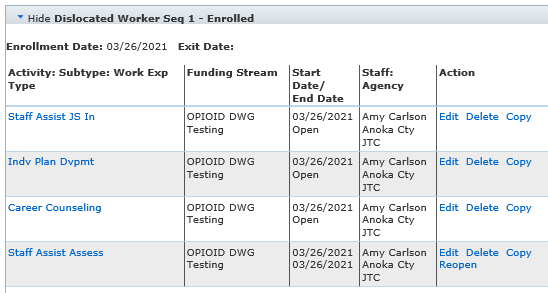 Hide Dislocated Worker Seq 1 - Enrolled
Enrollment Date: 03/26/2021 Exit Date:
Activity: Subtype: Work Exp Type
Funding Stream
Start Date/ End Date
Staff: Agency
Action
Staff Assist JS In
OPIOID DWG Testing
03/26/2021 Open
Amy Carlson Anoka Cty JTC
Edit Delete Copy
Indv Plan Dvpmt
OPIOID DWG Testing
03/26/2021 Open
Amy Carlson Anoka Cty JTC
Edit Delete Copy
Career Counseling
OPIOID DWG Testing
03/26/2021 Open
Amy Carlson Anoka Cty JTC
Edit Delete Copy
Staff Assist Assess
OPIOID DWG Testing
03/26/2021 03/26/2021
Amy Carlson Anoka Cty JTC
Edit Delete Copy Reopen